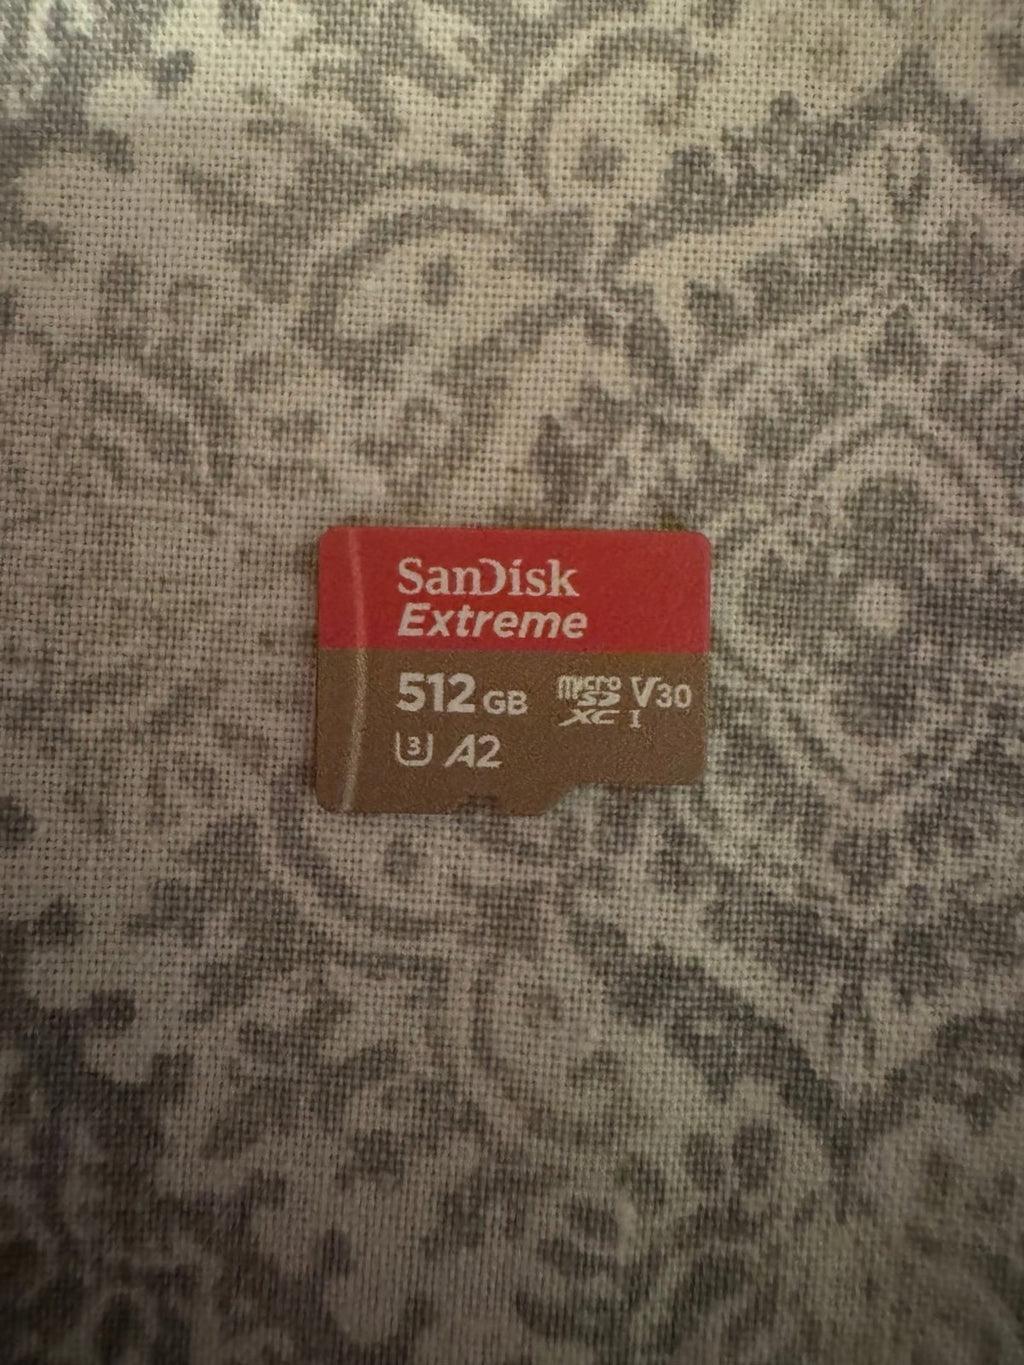 SanDisk
Extreme
512 GB micro SD XC I V30
3 A2